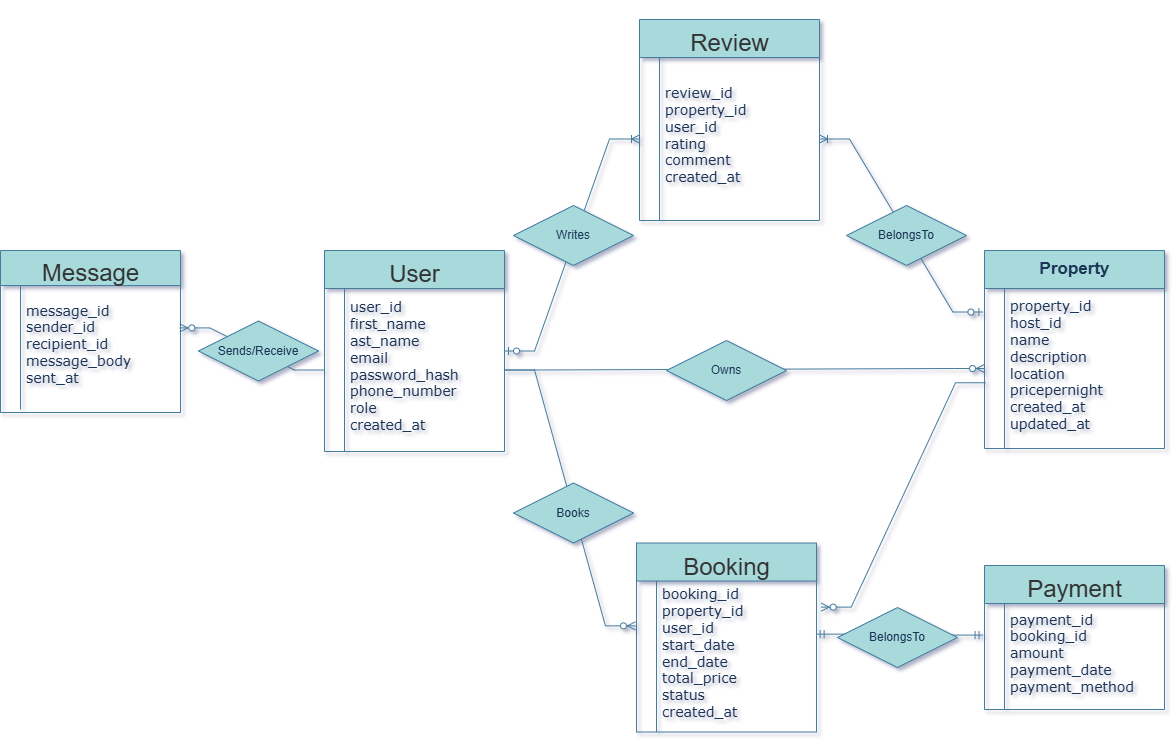 Review
review_id
property_id
user_id
rating
comment
created_at
Writes
BelongsTo
Message
message_id
sender_id
recipient_id
message_body
sent_at
Sends/Receive
User
user_id
first_name
ast_name
email
password_hash
phone_number
role
created_at
Owns
Property
property_id
host_id
name
description
location
pricepernight
created_at
updated_at
Books
Booking
booking_id
property_id
user_id
start_date
end_date
total_price
status
created_at
BelongsTo
Payment
payment_id
booking_id
amount
payment_date
payment_method